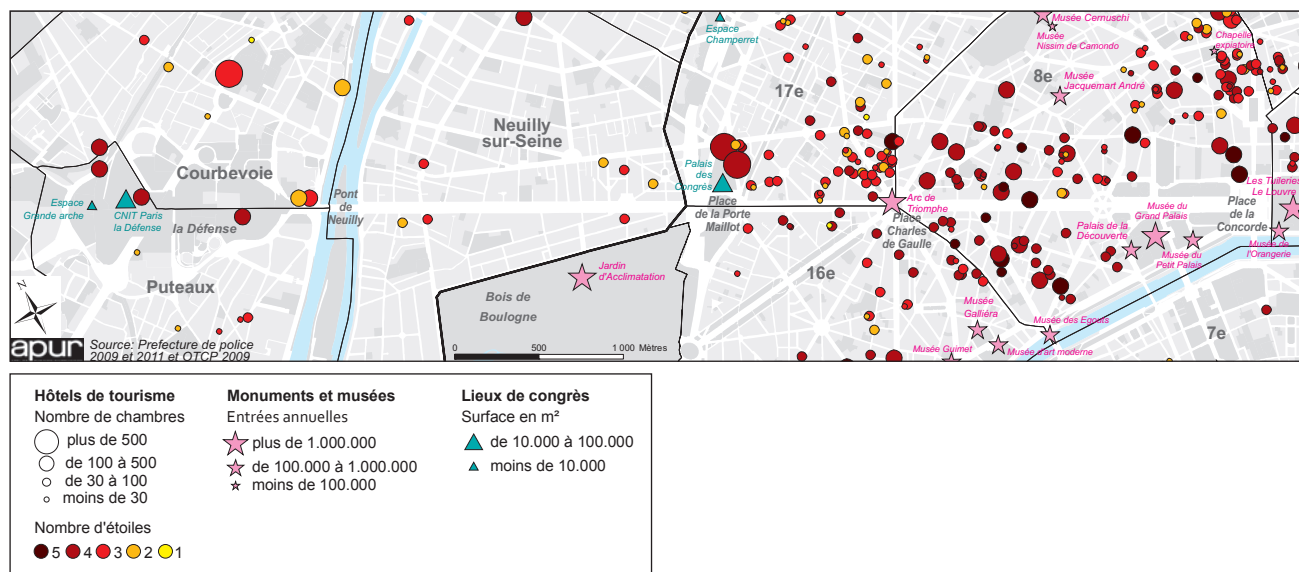 Musée Cernuschi
Musée
Nissim de Camondo
Espace
Champerret
Chapelle
expiatoire
17e
8e
Musée
Jacquemart André
Neuilly
sur-Seine
Courbevoie
Palais
des
Congrès
Espace
Grande arche
CNIT Paris
la Défense
la Défense
Pont
de
Neuilly
Place
de la Porte
Maillot
Arc de
Triomphe
Place
Charles
de Gaulle
Les Tuileries
Le Louvre
Musée du
Grand Palais
Place
de la
Concorde
Palais de la
Découverte
Musée du
Petit Palais
Musée de
l'Orangerie
Jardin
d'Acclimatation
16e
Puteaux
Bois de
Boulogne
Musée
Galliéra
Musée des Egouts
7e
Musée Guimet
Musée d'art moderne
N
apur
Source: Prefecture de police
2009 et 2011 et OTCP 2009
0 500 1 000 Mètres
Hôtels de tourisme
Nombre de chambres
plus de 500
de 100 à 500
de 30 à 100
moins de 30
Nombre d'étoiles
5 4 3 2 1
Monuments et musées
Entrées annuelles
plus de 1.000.000
de 100.000 à 1.000.000
moins de 100.000
Lieux de congrès
Surface en m²
de 10.000 à 100.000
moins de 10.000